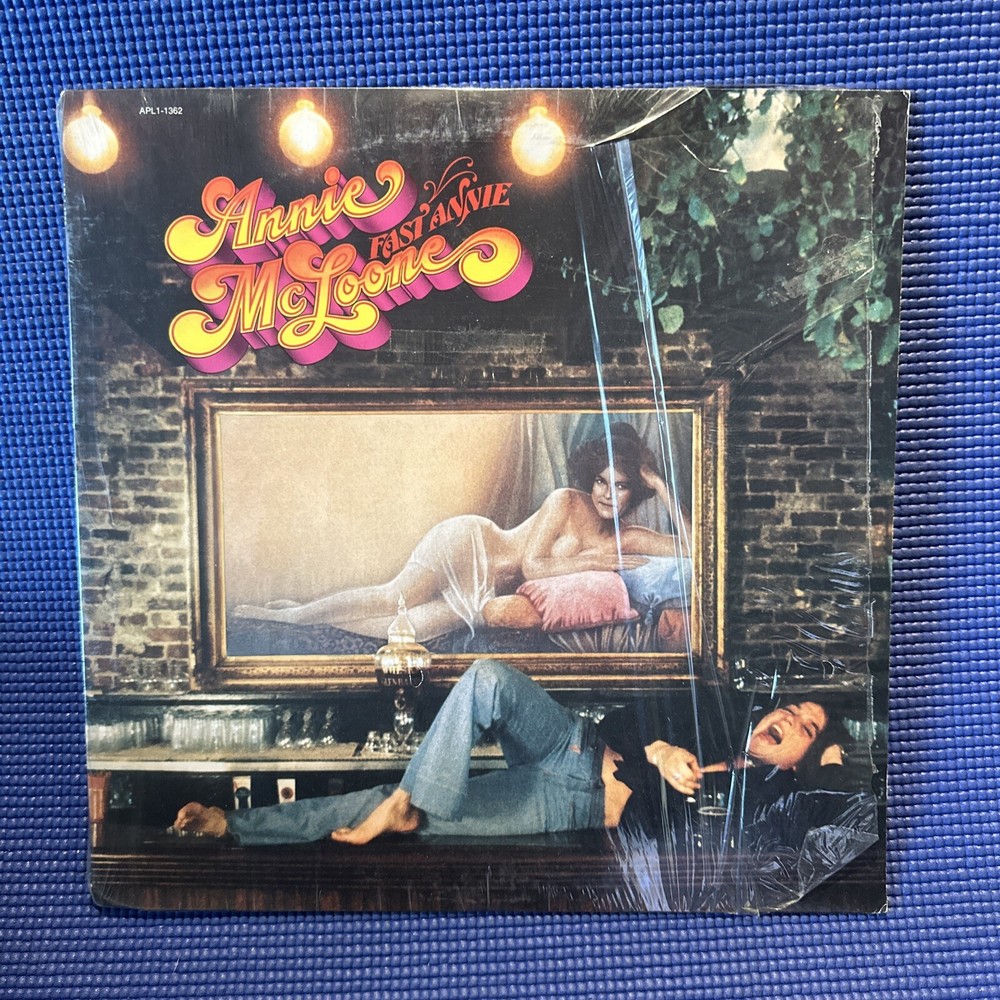 APL1-1362
Annie
FAST ANNIE
McLoone